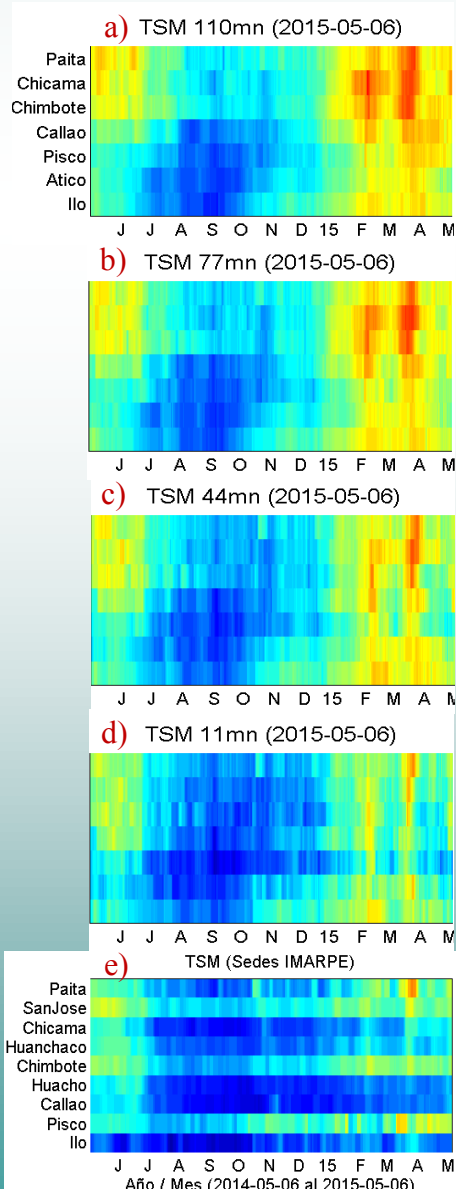 a) TSM 110mn (2015-05-06)
Paita
Chicama
Chimbote
Callao
Pisco
Atico
Ilo
J J A S O N D 15 F M A M
b) TSM 77mn (2015-05-06)
J J A S O N D 15 F M A M
c) TSM 44mn (2015-05-06)
J J A S O N D 15 F M A M
d) TSM 11mn (2015-05-06)
J J A S O N D 15 F M A M
e) TSM (Sedes IMARPE)
Paita
SanJose
Chicama
Huanchaco
Chimbote
Huacho
Callao
Pisco
Ilo
J J A S O N D 15 F M A M
Año / Mes (2014-05-06 al 2015-05-06)